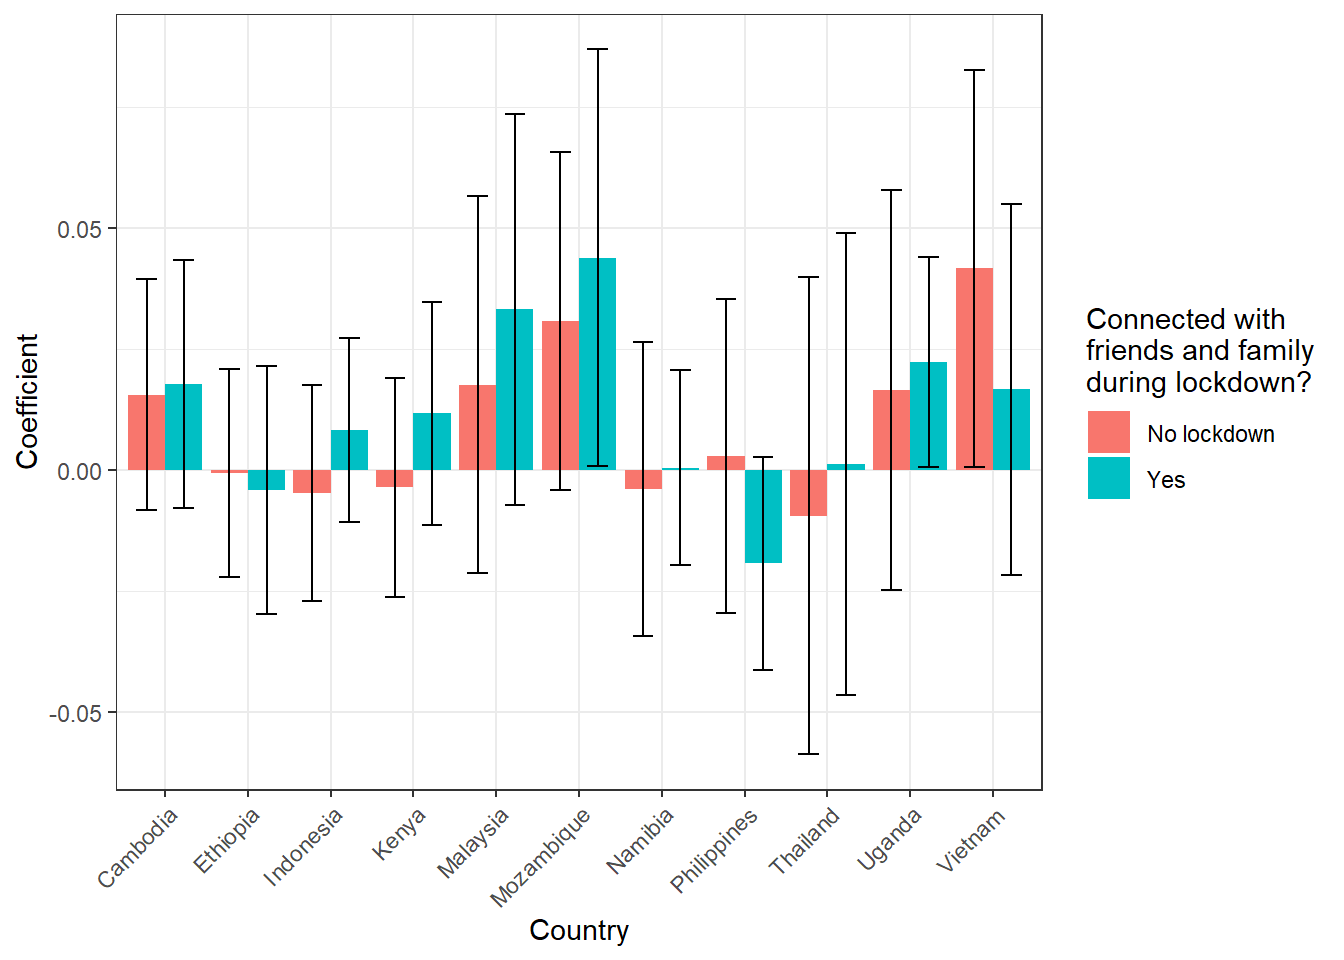 0.05
0.00
-0.05
Coefficient
Cambodia
Ethiopia
Indonesia
Kenya
Malaysia
Mozambique
Namibia
Philippines
Thailand
Uganda
Vietnam
Country
Connected with
friends and family
during lockdown?
No lockdown
Yes